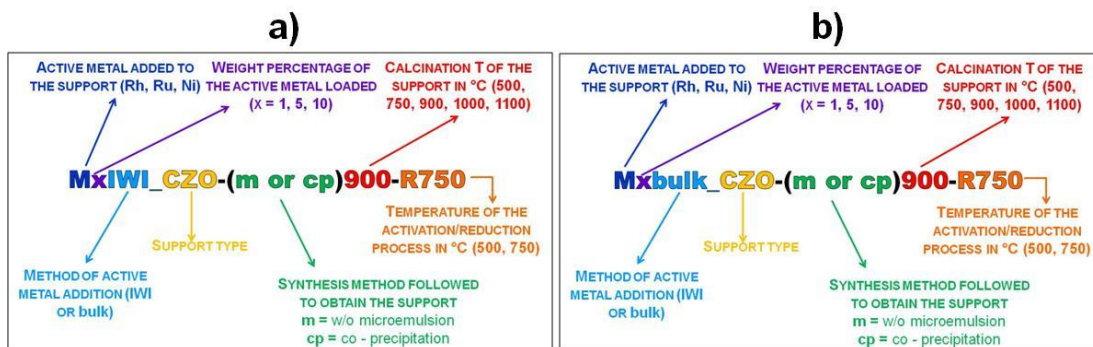 a)
ACTIVE METAL ADDED TO
THE SUPPORT (Rh, Ru, Ni)
WEIGHT PERCENTAGE OF
THE ACTIVE METAL LOADED
(X = 1, 5, 10)
CALCINATION T OF THE
SUPPORT IN °C (500,
750, 900, 1000, 1100)
MxIWI_CZO-(m or cp)900-R750
TEMPERATURE OF THE
ACTIVATION/REDUCTION
PROCESS IN °C (500, 750)
SUPPORT TYPE
METHOD OF ACTIVE
METAL ADDITION (IWI
OR bulk)
SYNTHESIS METHOD FOLLOWED
TO OBTAIN THE SUPPORT
m = w/o microemulsion
cp = co - precipitation
b)
ACTIVE METAL ADDED TO
THE SUPPORT (Rh, Ru, Ni)
WEIGHT PERCENTAGE OF
THE ACTIVE METAL LOADED
(X = 1, 5, 10)
CALCINATION T OF THE
SUPPORT IN °C (500,
750, 900, 1000, 1100)
Mxbulk_CZO-(m or cp)900-R750
TEMPERATURE OF THE
ACTIVATION/REDUCTION
PROCESS IN °C (500, 750)
SUPPORT TYPE
METHOD OF ACTIVE
METAL ADDITION (IWI
OR bulk)
SYNTHESIS METHOD FOLLOWED
TO OBTAIN THE SUPPORT
m = w/o microemulsion
cp = co - precipitation